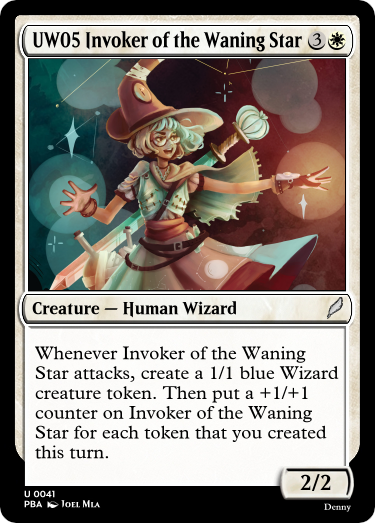 UW05 Invoker of the Waning Star 3
Creature — Human Wizard
Whenever Invoker of the Waning
Star attacks, create a 1/1 blue Wizard
creature token. Then put a +1/+1
counter on Invoker of the Waning
Star for each token that you created
this turn.
2/2
U 0041
PBA Joel Mla
Denny